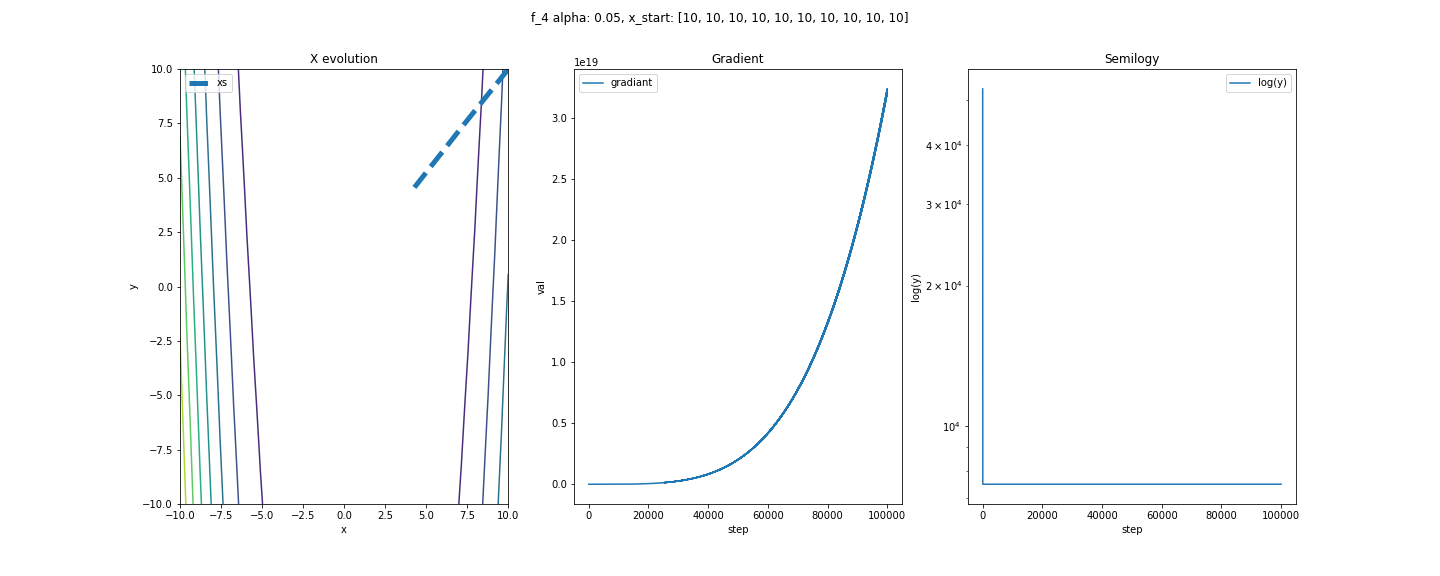 f_4 alpha: 0.05, x_start: [10, 10, 10, 10, 10, 10, 10, 10, 10, 10]
X evolution
10.0
7.5
5.0
2.5
0.0
−2.5
−5.0
−7.5
−10.0
y
xs
−10.0 −7.5 −5.0 −2.5 0.0 2.5 5.0 7.5 10.0
x
Gradient
1e19
3.0
2.5
2.0
1.5
1.0
0.5
0.0
val
gradiant
0 20000 40000 60000 80000 100000
step
Semilogy
4 × 10⁴
3 × 10⁴
2 × 10⁴
10⁴
log(y)
log(y)
0 20000 40000 60000 80000 100000
step